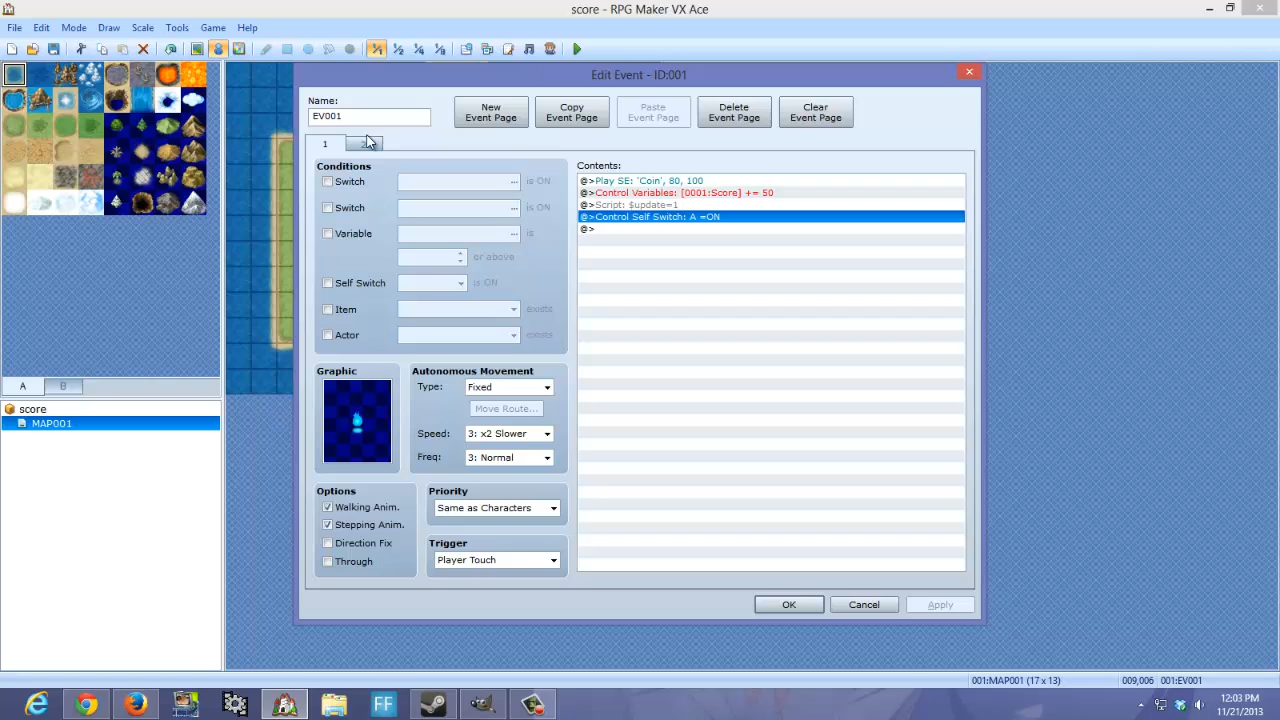 score - RPG Maker VX Ace
File Edit Mode Draw Scale Tools Game Help
Edit Event - ID:001
Name:
EV001
New Event Page
Copy Event Page
Paste Event Page
Delete Event Page
Clear Event Page
1 2
Conditions
Switch ... is ON
Switch ... is ON
Variable ... is
or above
Self Switch is ON
Item exists
Actor exists
Graphic
Autonomous Movement
Type: Fixed
Move Route...
Speed: 3: x2 Slower
Freq: 3: Normal
Options
Walking Anim.
Stepping Anim.
Direction Fix
Through
Priority
Same as Characters
Trigger
Player Touch
Contents:
@>Play SE: 'Coin', 80, 100
@>Control Variables: [0001:Score] += 50
@>Script: $update=1
@>Control Self Switch: A =ON
@>
OK Cancel Apply
A B
score
MAP001
001:MAP001 (17 x 13) 009,006 001:EV001
FF
12:03 PM
11/21/2013